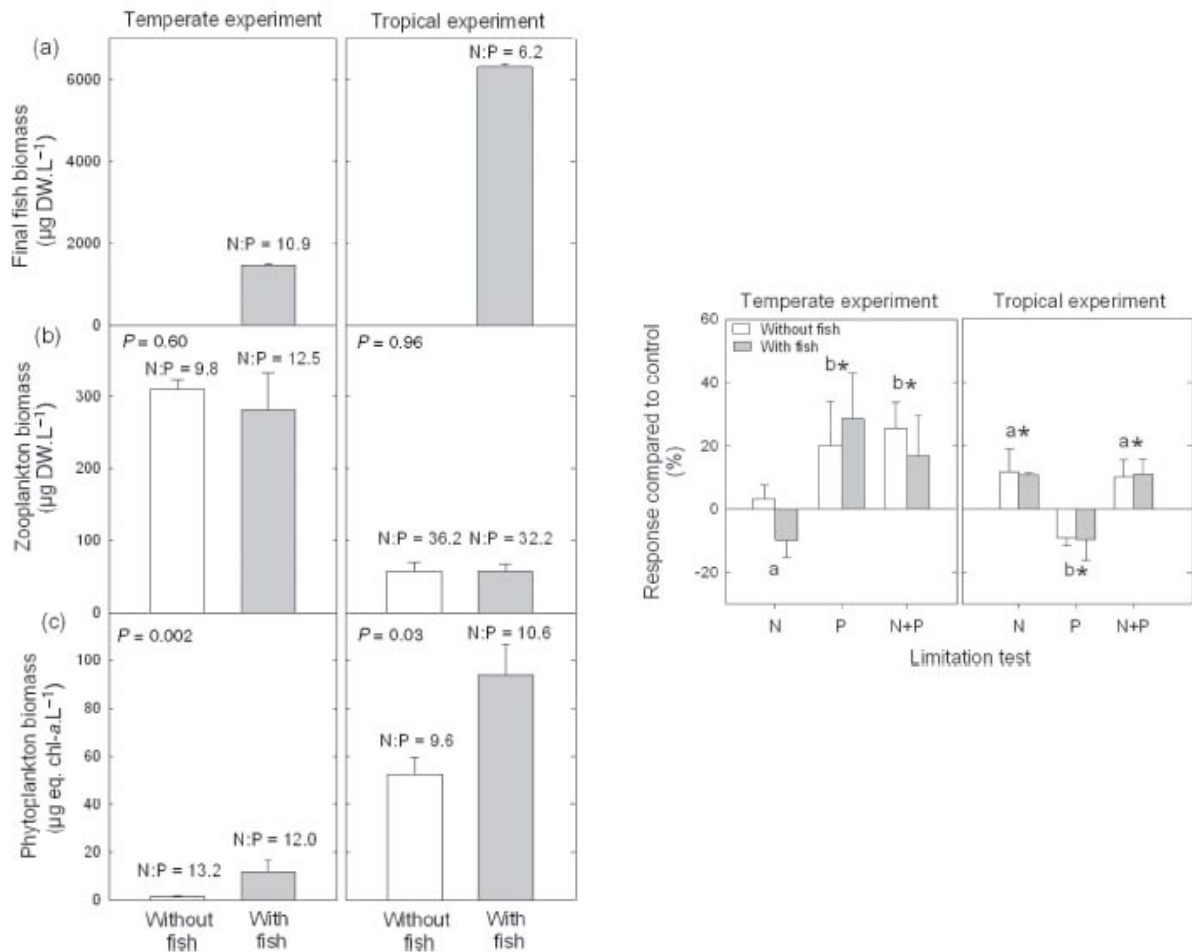 Temperate experiment
Tropical experiment
(a)
N:P = 6.2
6000
4000
2000
0
N:P = 10.9
Final fish biomass
(µg DW.L⁻¹)
(b)
P = 0.60
N:P = 9.8
N:P = 12.5
P = 0.96
N:P = 36.2
N:P = 32.2
300
200
100
0
Zooplankton biomass
(µg DW.L⁻¹)
(c)
P = 0.002
N:P = 13.2
N:P = 12.0
P = 0.03
N:P = 9.6
N:P = 10.6
100
80
60
40
20
0
Phytoplankton biomass
(µg eq. chl-a.L⁻¹)
Without
fish
With
fish
Without
fish
With
fish
Temperate experiment
Tropical experiment
60
40
20
0
-20
Response compared to control
(%)
Without fish
With fish
a
b*
b*
a*
b*
a*
N
P
N+P
N
P
N+P
Limitation test